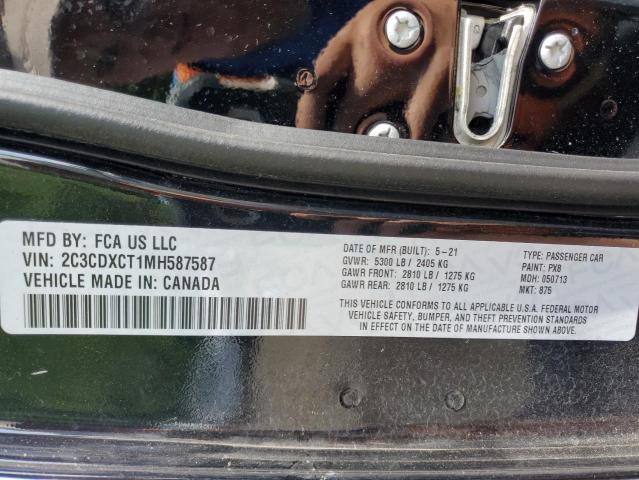 MFD BY: FCA US LLC
VIN: 2C3CDXCT1MH587587
VEHICLE MADE IN: CANADA
DATE OF MFR (BUILT): 5-21
GVWR: 5300 LB / 2405 KG
GAWR FRONT: 2810 LB / 1275 KG
GAWR REAR: 2810 LB / 1275 KG
TYPE: PASSENGER CAR
PAINT: PX8
MDH: 050713
MKT: 875
THIS VEHICLE CONFORMS TO ALL APPLICABLE U.S.A. FEDERAL MOTOR
VEHICLE SAFETY, BUMPER, AND THEFT PREVENTION STANDARDS
IN EFFECT ON THE DATE OF MANUFACTURE SHOWN ABOVE.